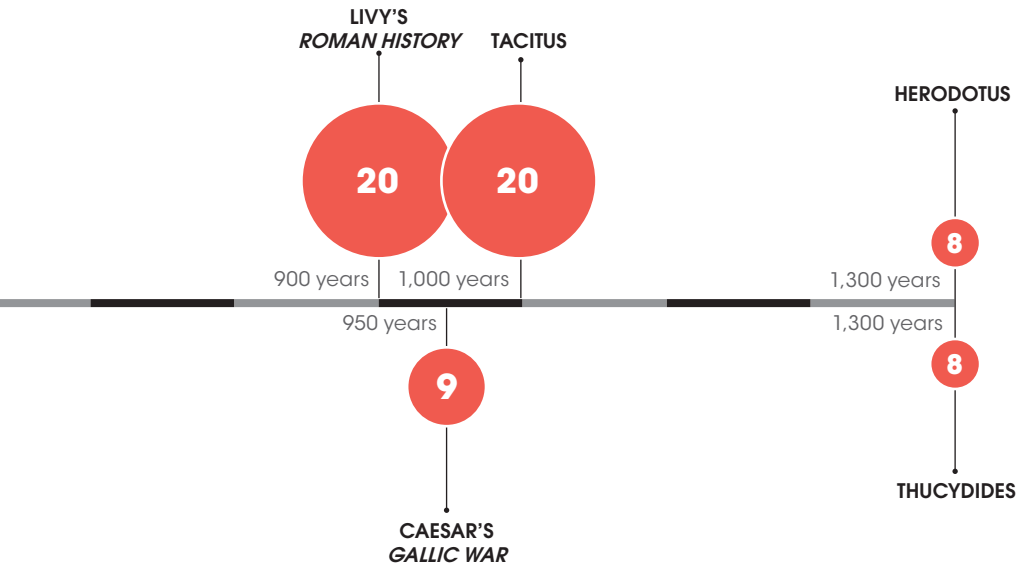 LIVY’S
ROMAN HISTORY
TACITUS
HERODOTUS
20
20
8
900 years
1,000 years
1,300 years
950 years
1,300 years
9
8
THUCYDIDES
CAESAR’S
GALLIC WAR